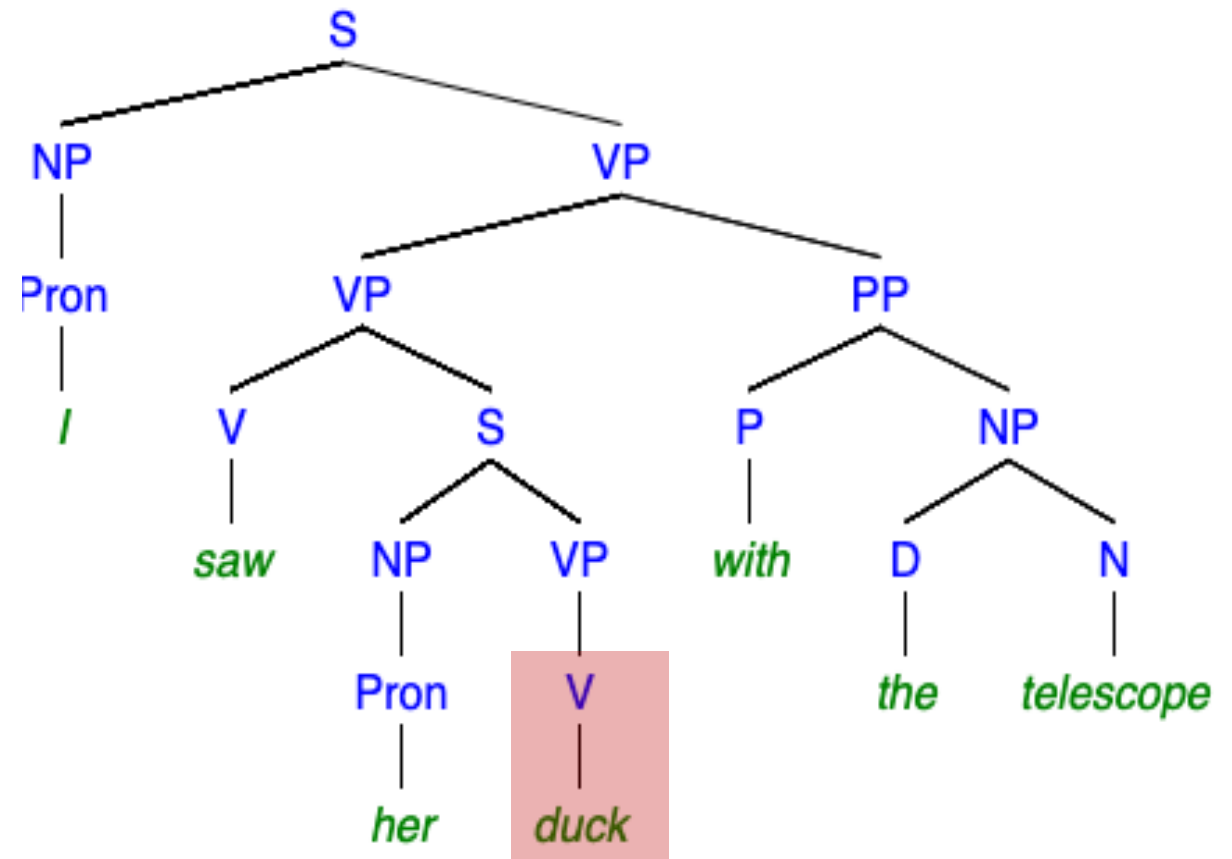 S
NP VP
Pron VP PP
I V S P NP
saw NP VP with D N
Pron V the telescope
her duck